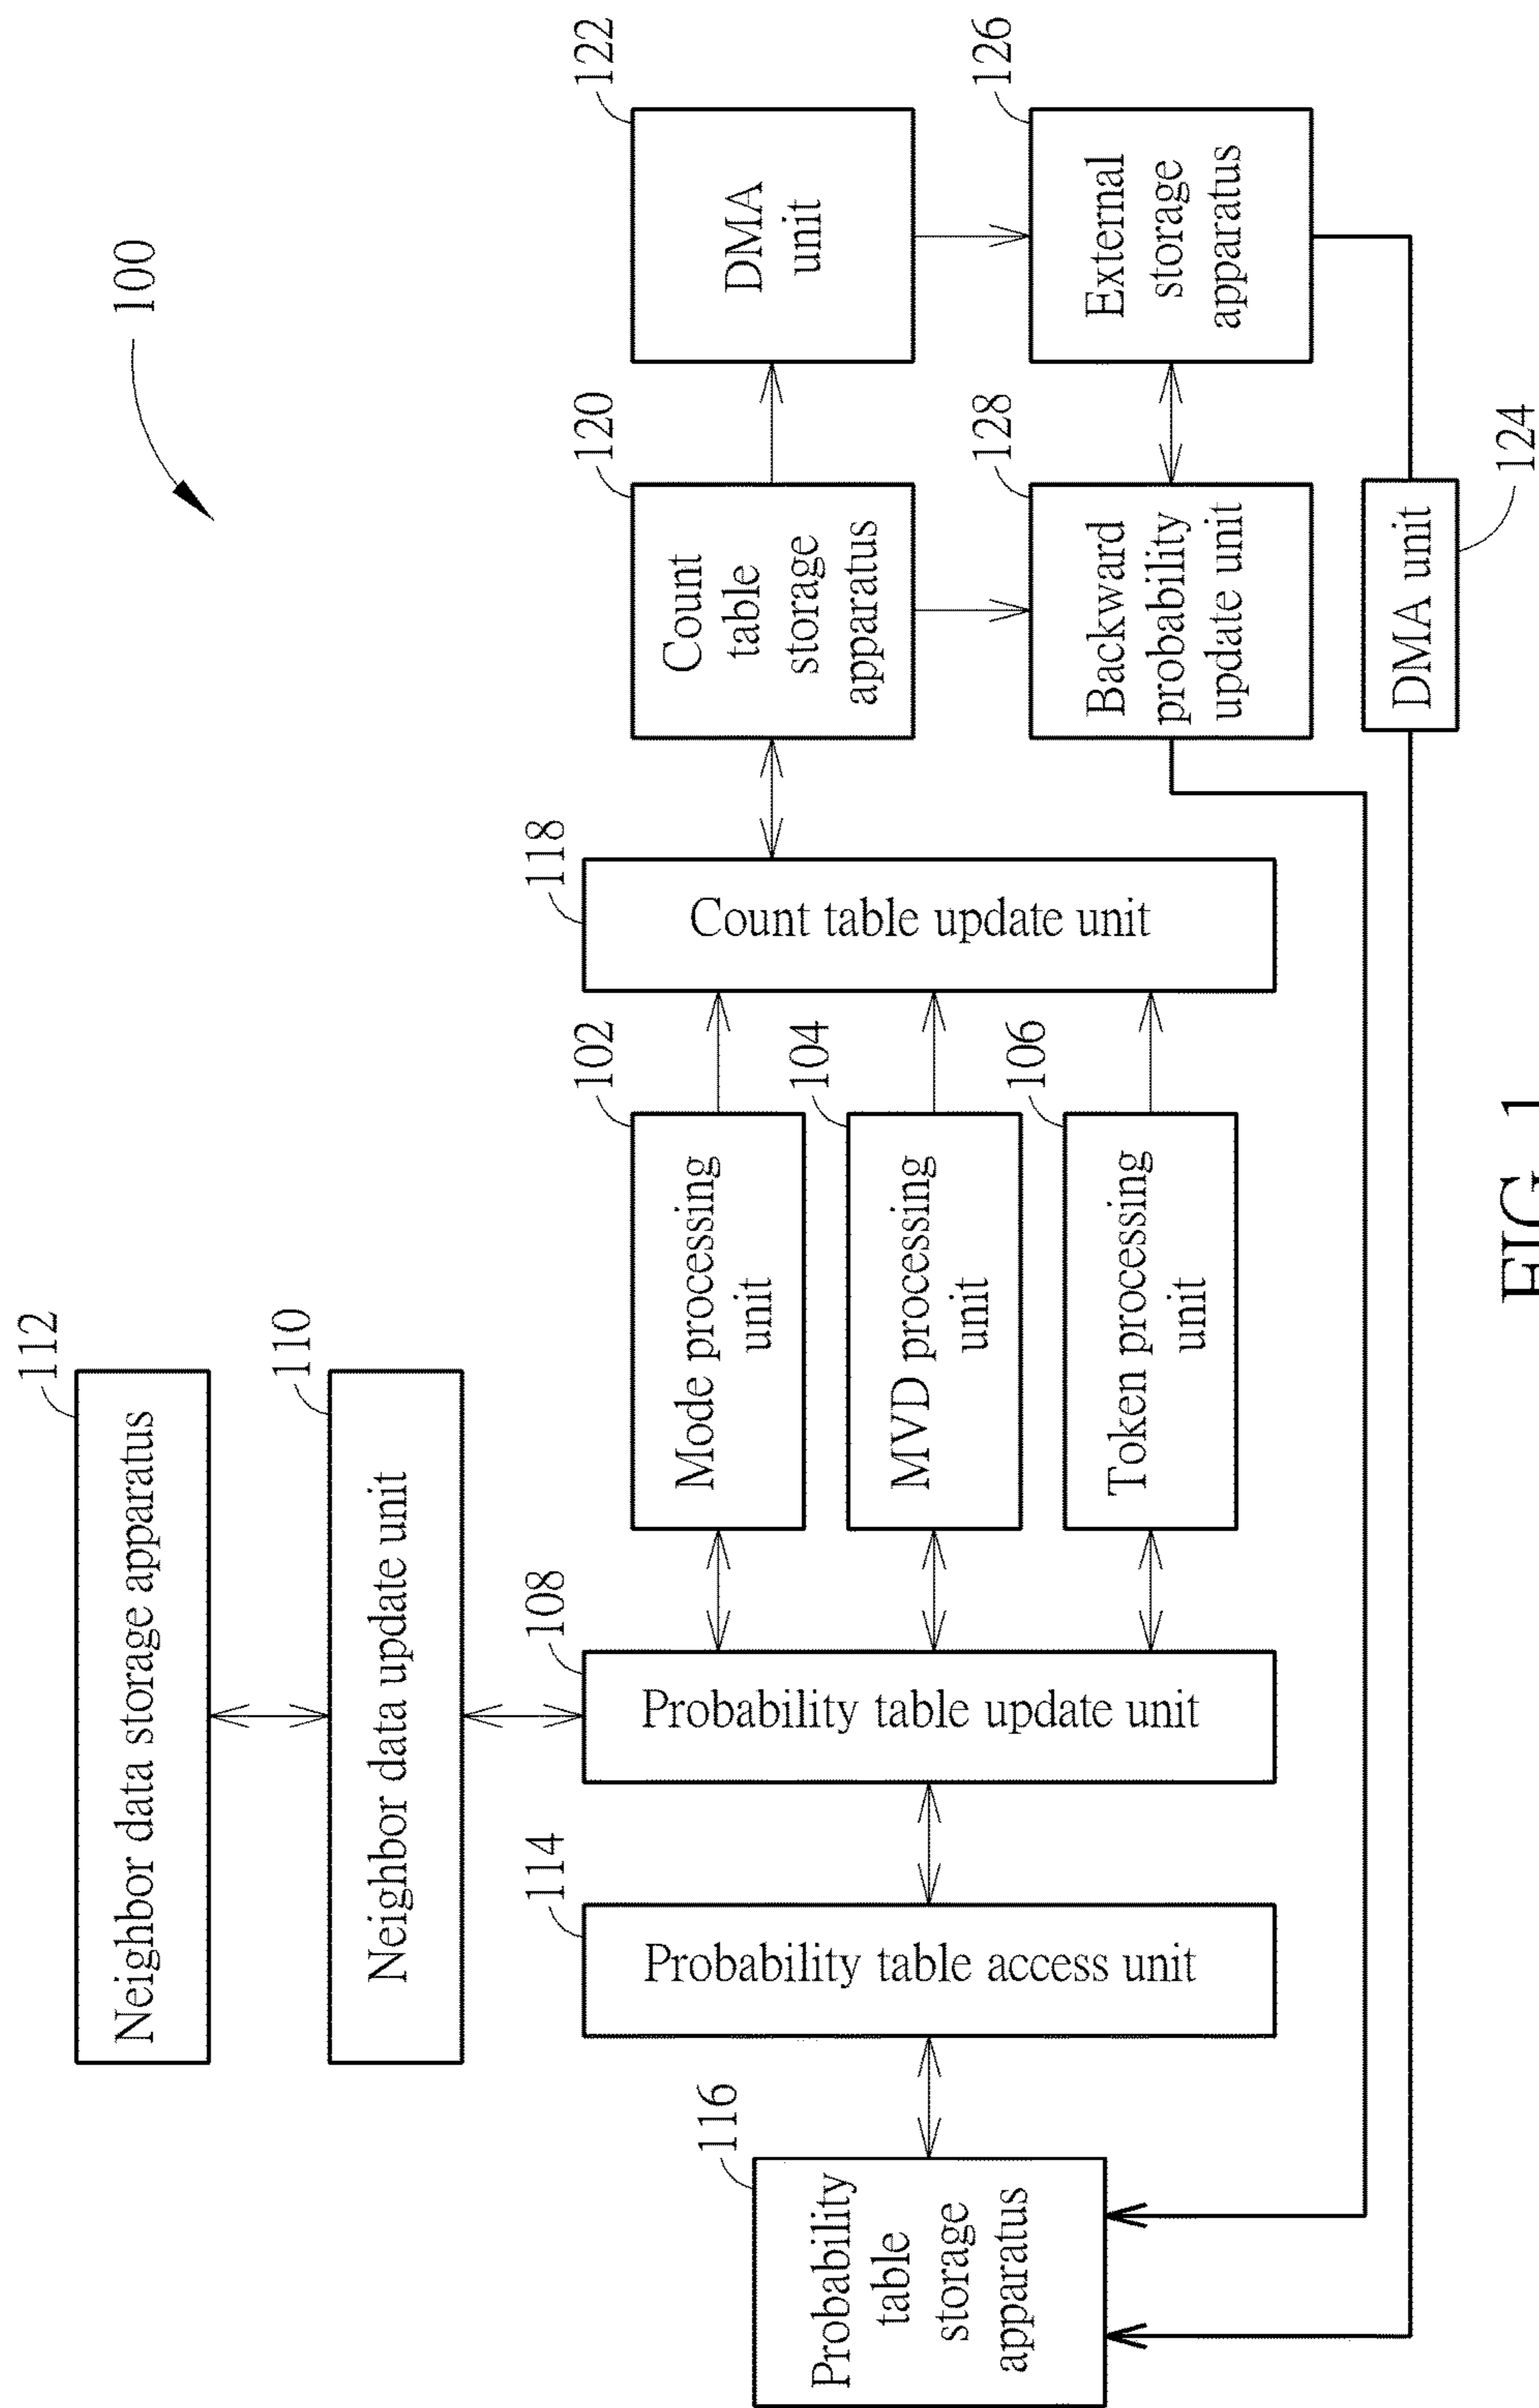 112
Neighbor data storage apparatus
100
110
Neighbor data update unit
116
Probability
table
storage
apparatus
114
Probability table access unit
108
Probability table update unit
102
Mode processing
unit
104
MVD processing
unit
106
Token processing
unit
118
Count table update unit
120
Count
table
storage
apparatus
122
DMA
unit
128
Backward
probability
update unit
126
External
storage
apparatus
DMA unit
124
FIG. 1